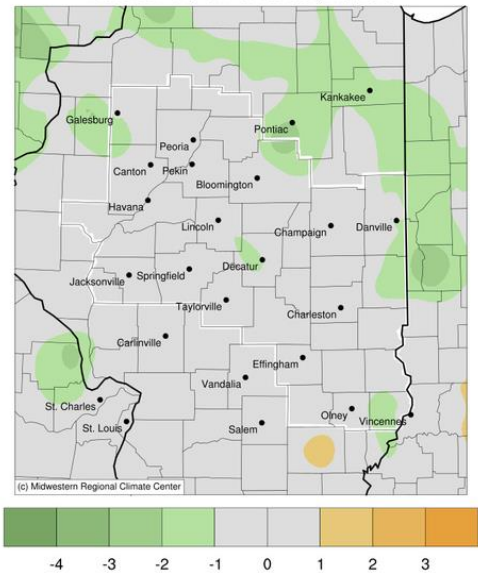 Kankakee
Galesburg
Pontiac
Peoria
Canton
Pekin
Bloomington
Havana
Lincoln
Champaign
Danville
Decatur
Jacksonville
Springfield
Taylorville
Charleston
Carlinville
Effingham
Vandalia
St. Charles
Olney
Vincennes
St. Louis
Salem
(c) Midwestern Regional Climate Center
-4 -3 -2 -1 0 1 2 3